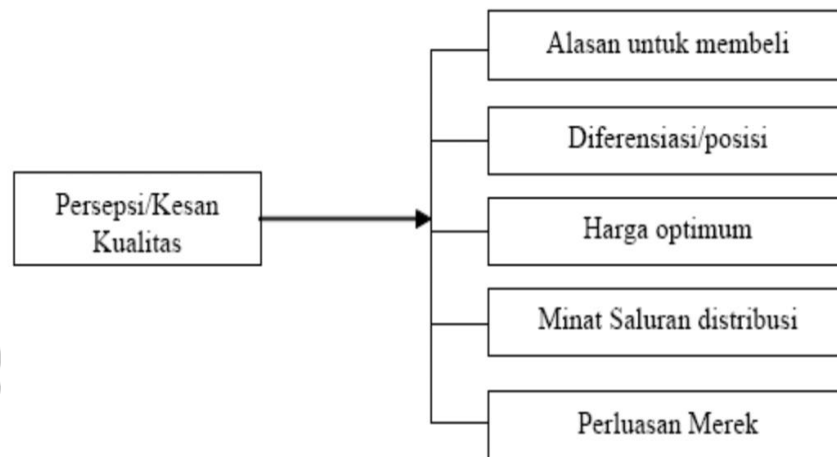 Alasan untuk membeli
Diferensiasi/posisi
Persepsi/Kesan
Kualitas
Harga optimum
Minat Saluran distribusi
Perluasan Merek